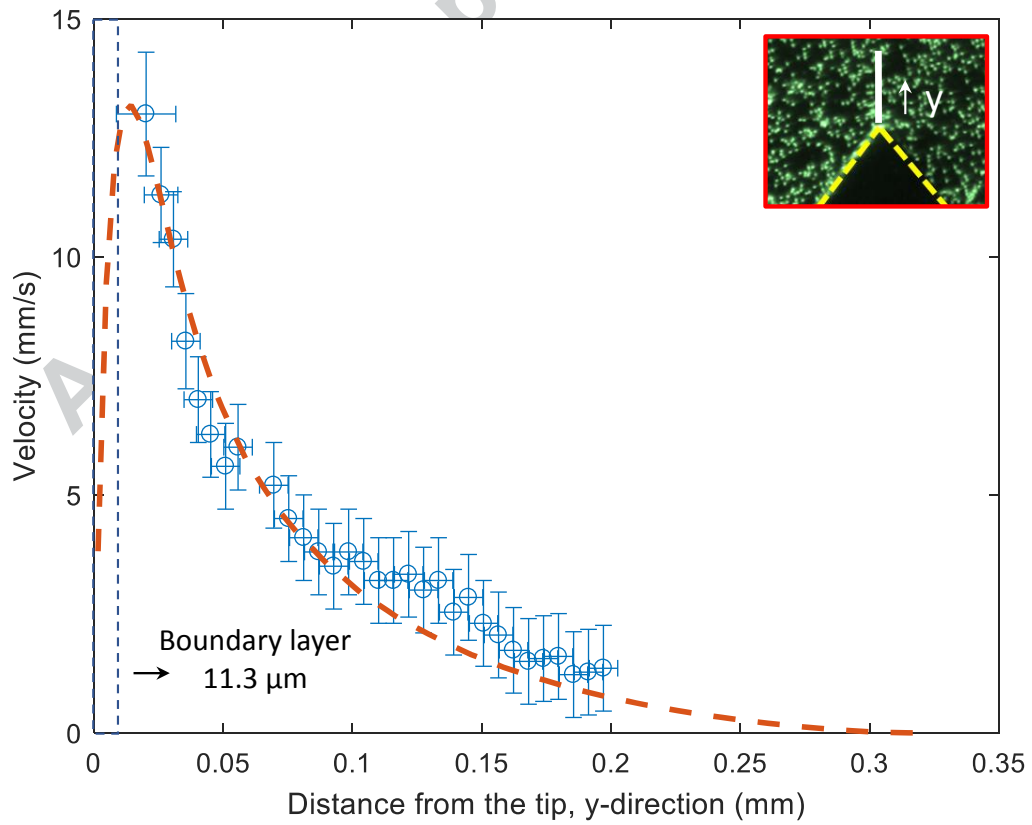 15
10
5
0
0
0.05
0.1
0.15
0.2
0.25
0.3
0.35
Velocity (mm/s)
Distance from the tip, y-direction (mm)
y
Boundary layer
11.3 μm
A